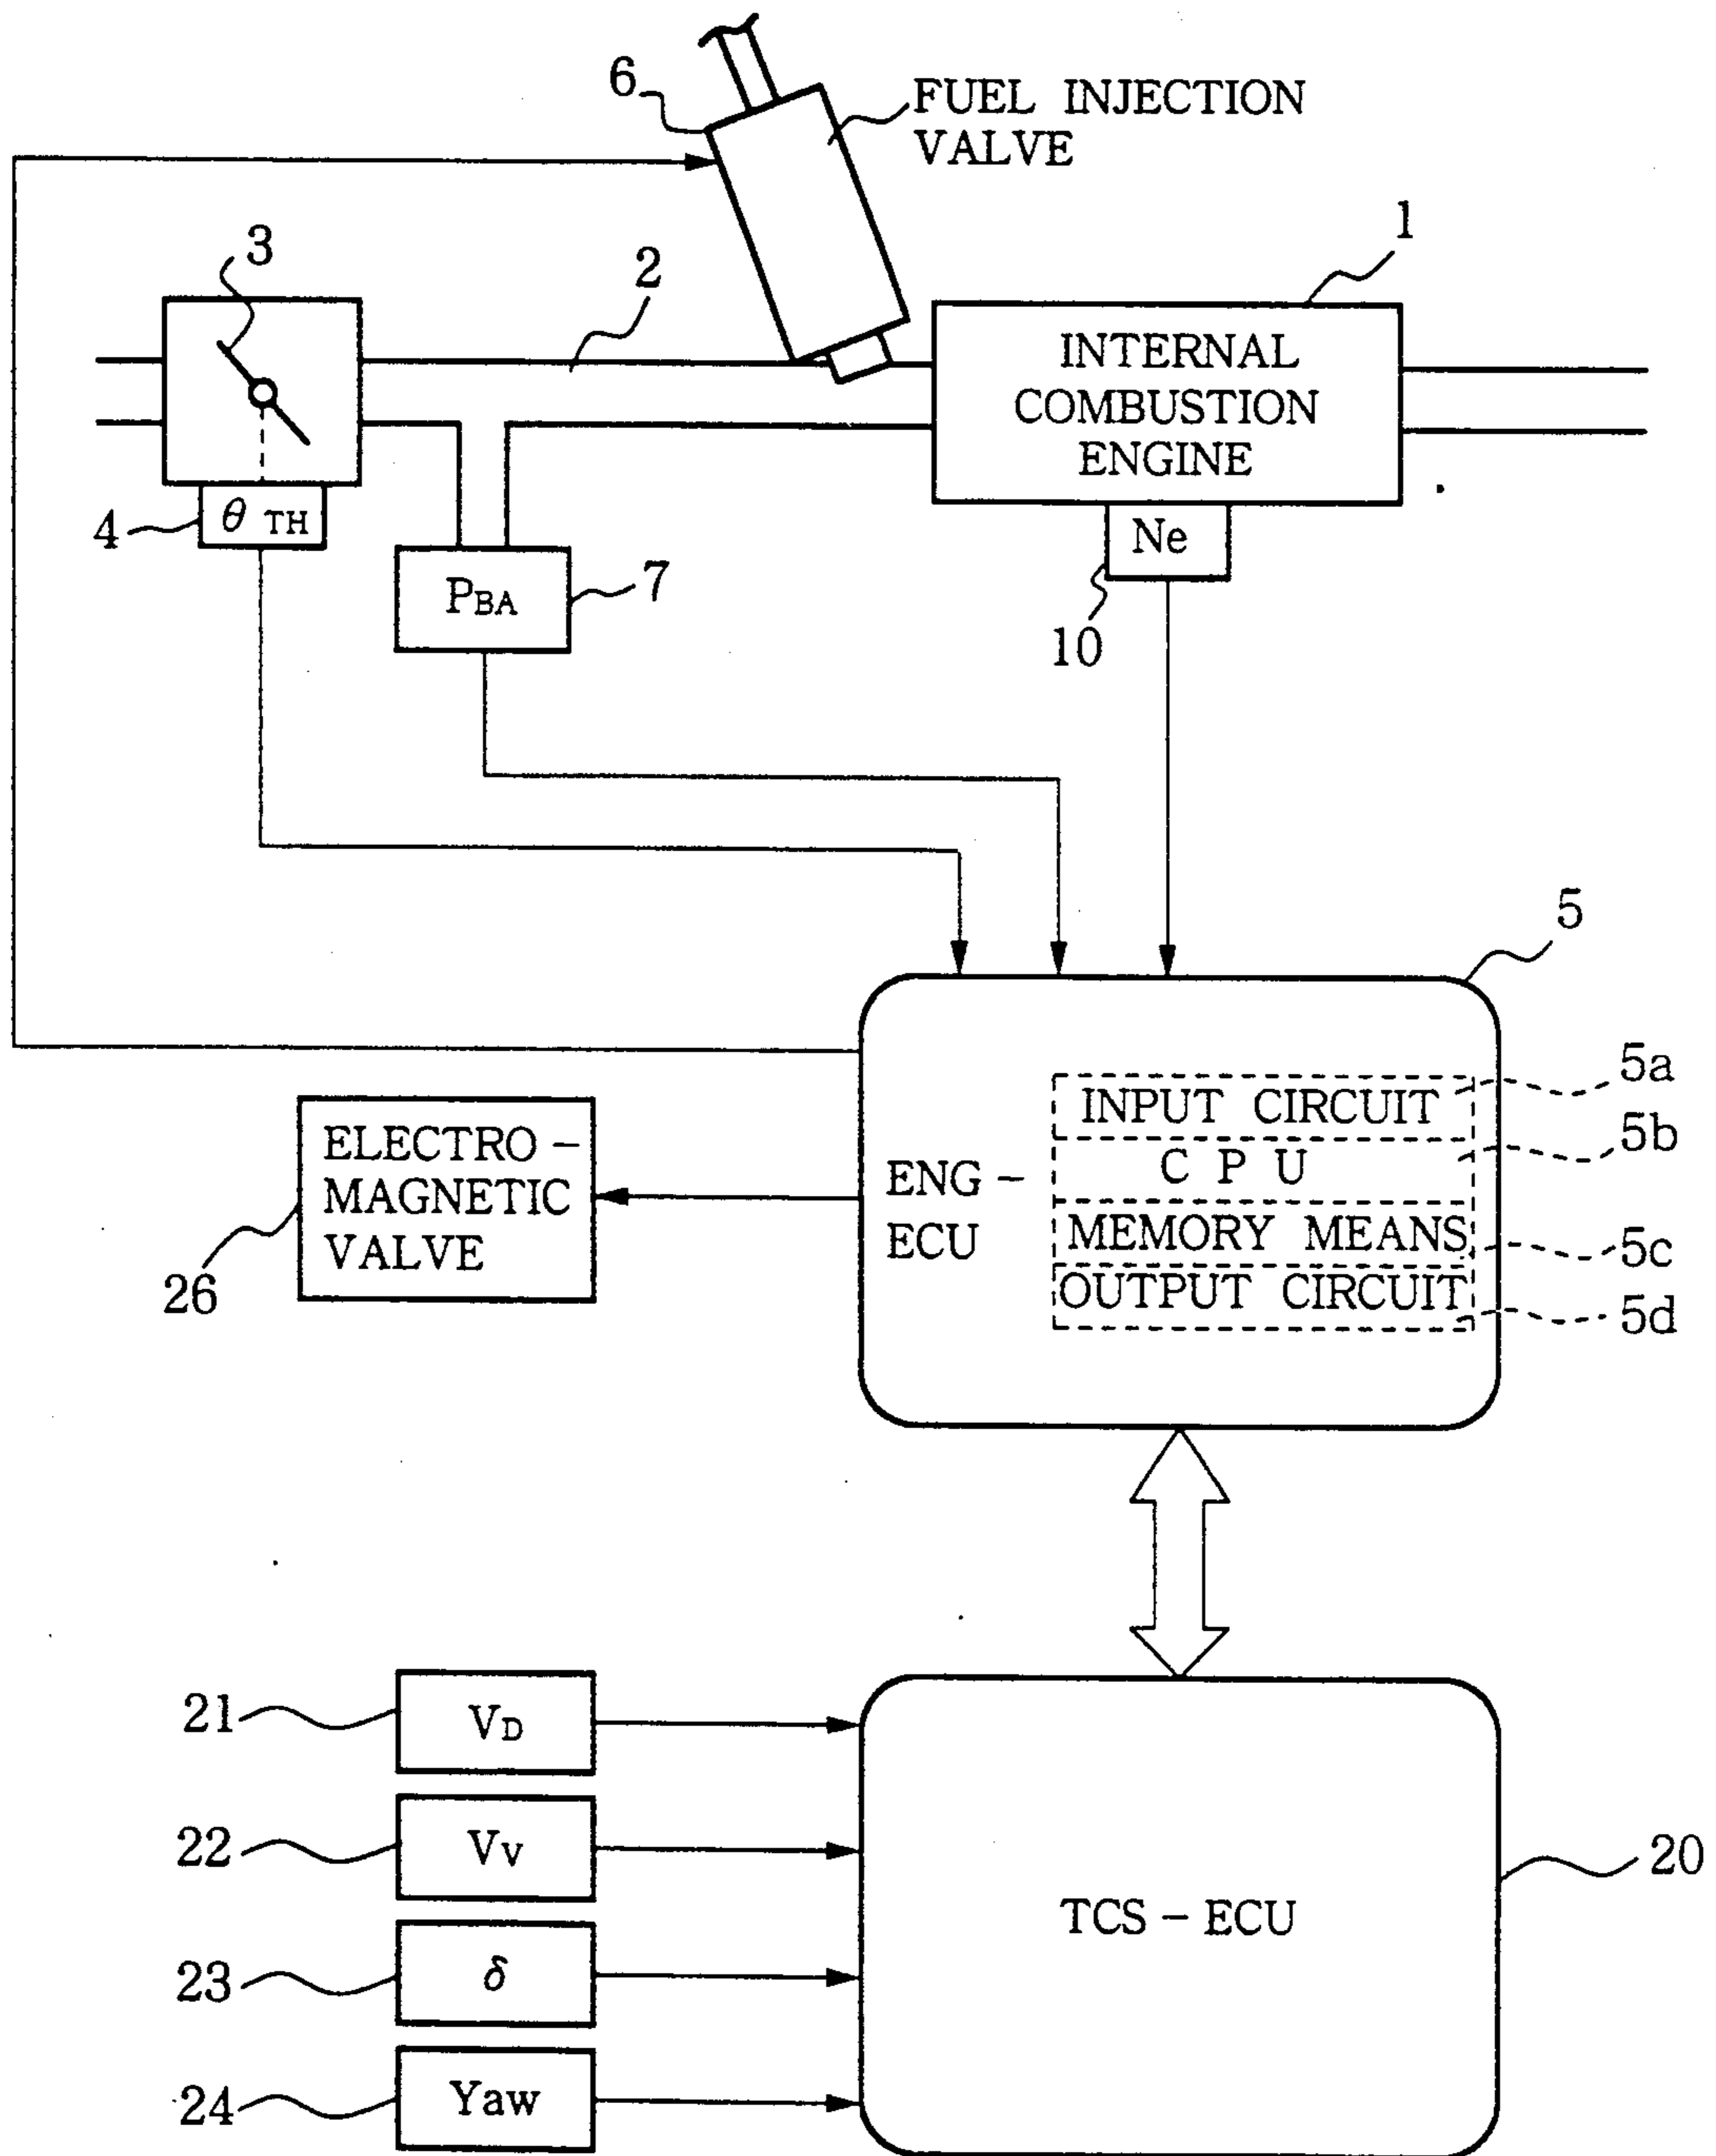 6
FUEL INJECTION
VALVE
1
3
2
INTERNAL
COMBUSTION
ENGINE
4
θ TH
PBA
7
Ne
10
5
5a
INPUT CIRCUIT
5b
C P U
ELECTRO-
MAGNETIC
VALVE
ENG-
ECU
MEMORY MEANS
5c
OUTPUT CIRCUIT
5d
26
21
VD
22
VV
20
TCS-ECU
23
δ
24
Yaw